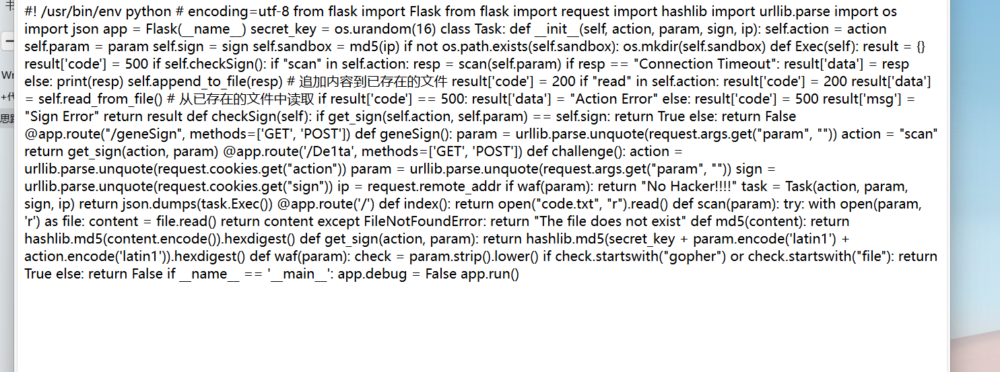 书
#! /usr/bin/env python # encoding=utf-8 from flask import Flask from flask import request import hashlib import urllib.parse import os
import json app = Flask(__name__) secret_key = os.urandom(16) class Task: def __init__(self, action, param, sign, ip): self.action = action
self.param = param self.sign = sign self.sandbox = md5(ip) if not os.path.exists(self.sandbox): os.mkdir(self.sandbox) def Exec(self): result = {}
result['code'] = 500 if self.checkSign(): if "scan" in self.action: resp = scan(self.param) if resp == "Connection Timeout": result['data'] = resp
else: print(resp) self.append_to_file(resp) # 追加内容到已存在的文件 result['code'] = 200 if "read" in self.action: result['code'] = 200 result['data']
= self.read_from_file() # 从已存在的文件中读取 if result['code'] == 500: result['data'] = "Action Error" else: result['code'] = 500 result['msg'] =
"Sign Error" return result def checkSign(self): if get_sign(self.action, self.param) == self.sign: return True else: return False
@app.route("/geneSign", methods=['GET', 'POST']) def geneSign(): param = urllib.parse.unquote(request.args.get("param", "")) action = "scan"
return get_sign(action, param) @app.route('/De1ta', methods=['GET', 'POST']) def challenge(): action =
urllib.parse.unquote(request.cookies.get("action")) param = urllib.parse.unquote(request.args.get("param", "")) sign =
urllib.parse.unquote(request.cookies.get("sign")) ip = request.remote_addr if waf(param): return "No Hacker!!!!" task = Task(action, param,
sign, ip) return json.dumps(task.Exec()) @app.route('/') def index(): return open("code.txt", "r").read() def scan(param): try: with open(param,
'r') as file: content = file.read() return content except FileNotFoundError: return "The file does not exist" def md5(content): return
hashlib.md5(content.encode()).hexdigest() def get_sign(action, param): return hashlib.md5(secret_key + param.encode('latin1') +
action.encode('latin1')).hexdigest() def waf(param): check = param.strip().lower() if check.startswith("gopher") or check.startswith("file"): return
True else: return False if __name__ == '__main__': app.debug = False app.run()